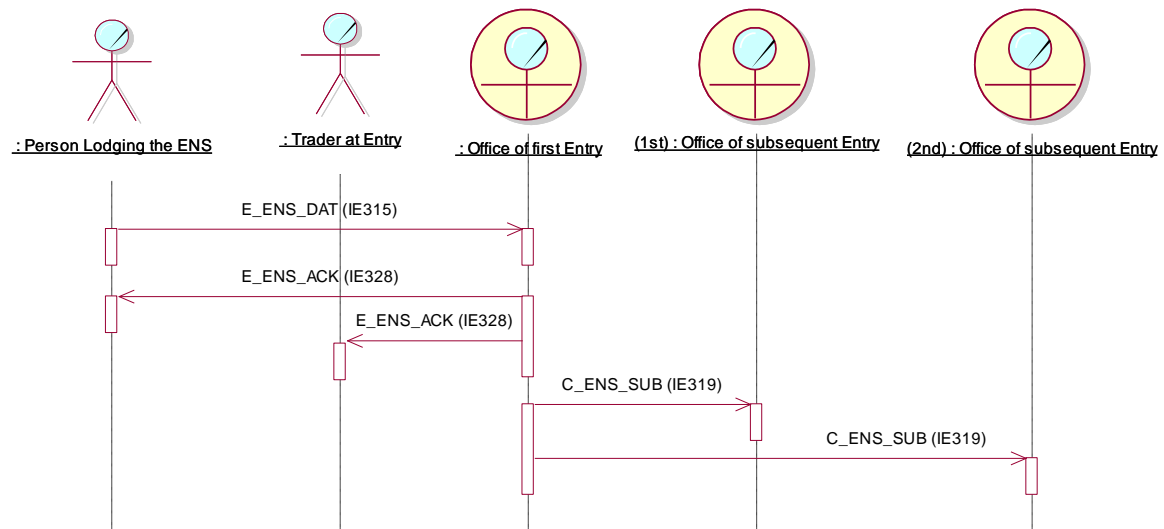 : Person Lodging the ENS
: Trader at Entry
: Office of first Entry
(1st) : Office of subsequent Entry
(2nd) : Office of subsequent Entry
E_ENS_DAT (IE315)
E_ENS_ACK (IE328)
E_ENS_ACK (IE328)
C_ENS_SUB (IE319)
C_ENS_SUB (IE319)